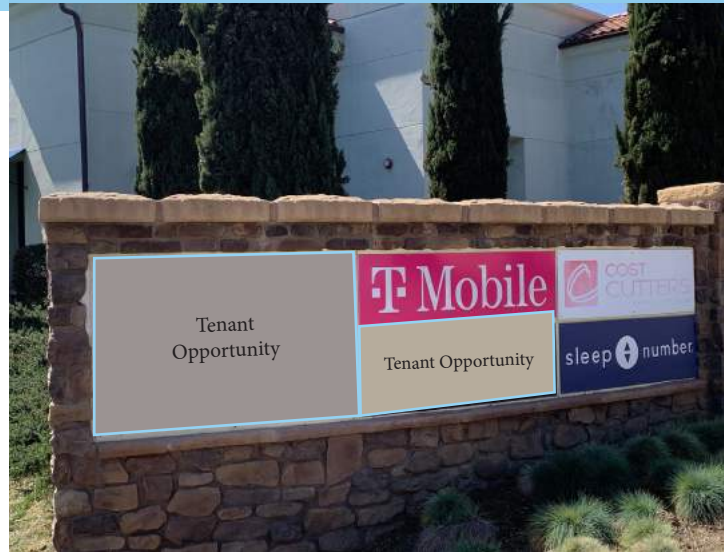 Tenant
Opportunity
T Mobile
Tenant Opportunity
COST
CUTTERS
sleep number